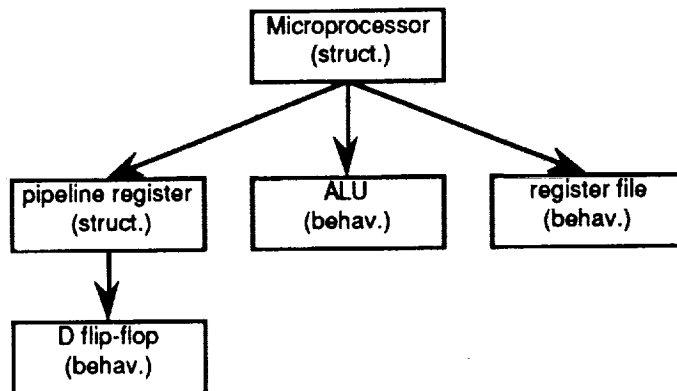 Microprocessor
(struct.)
pipeline register
(struct.)
ALU
(behav.)
register file
(behav.)
D flip-flop
(behav.)